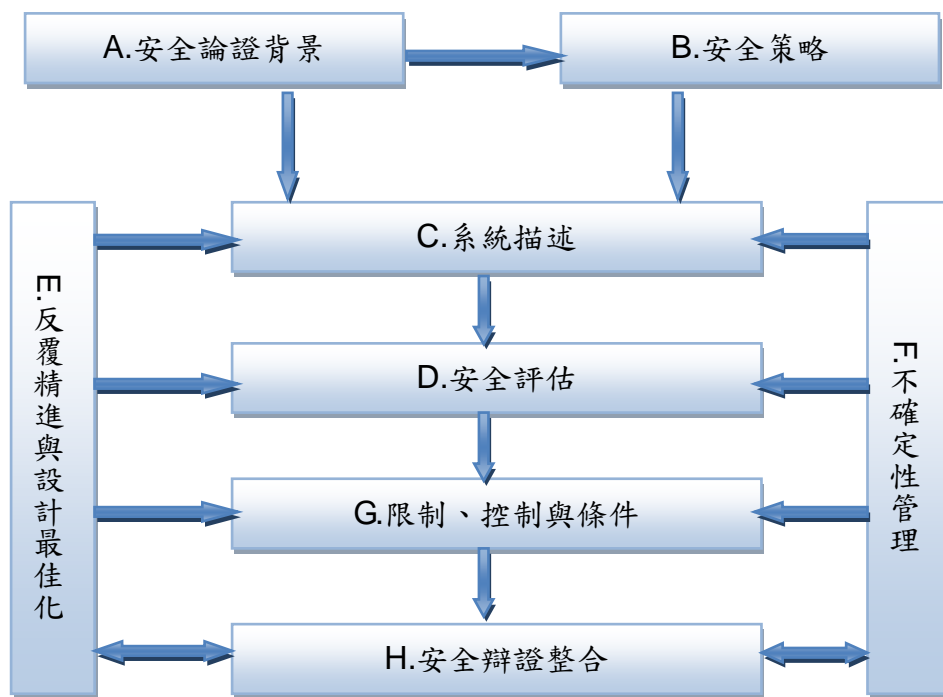 A.安全論證背景
B.安全策略
C.系統描述
E.反覆精進與設計最佳化
F.不確定性管理
D.安全評估
G.限制、控制與條件
H.安全辯證整合